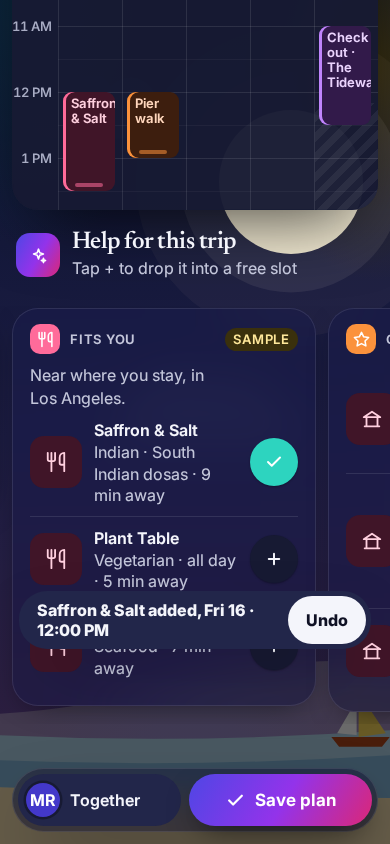 11 AM
Check
out ·
The
Tidewa
12 PM
Saffron
& Salt
Pier
walk
1 PM
Help for this trip
Tap + to drop it into a free slot
FITS YOU
SAMPLE
Near where you stay, in
Los Angeles.
Saffron & Salt
Indian · South
Indian dosas · 9
min away
Plant Table
Vegetarian · all day
· 5 min away
Saffron & Salt added, Fri 16 ·
12:00 PM
Undo
away
MR
Together
Save plan